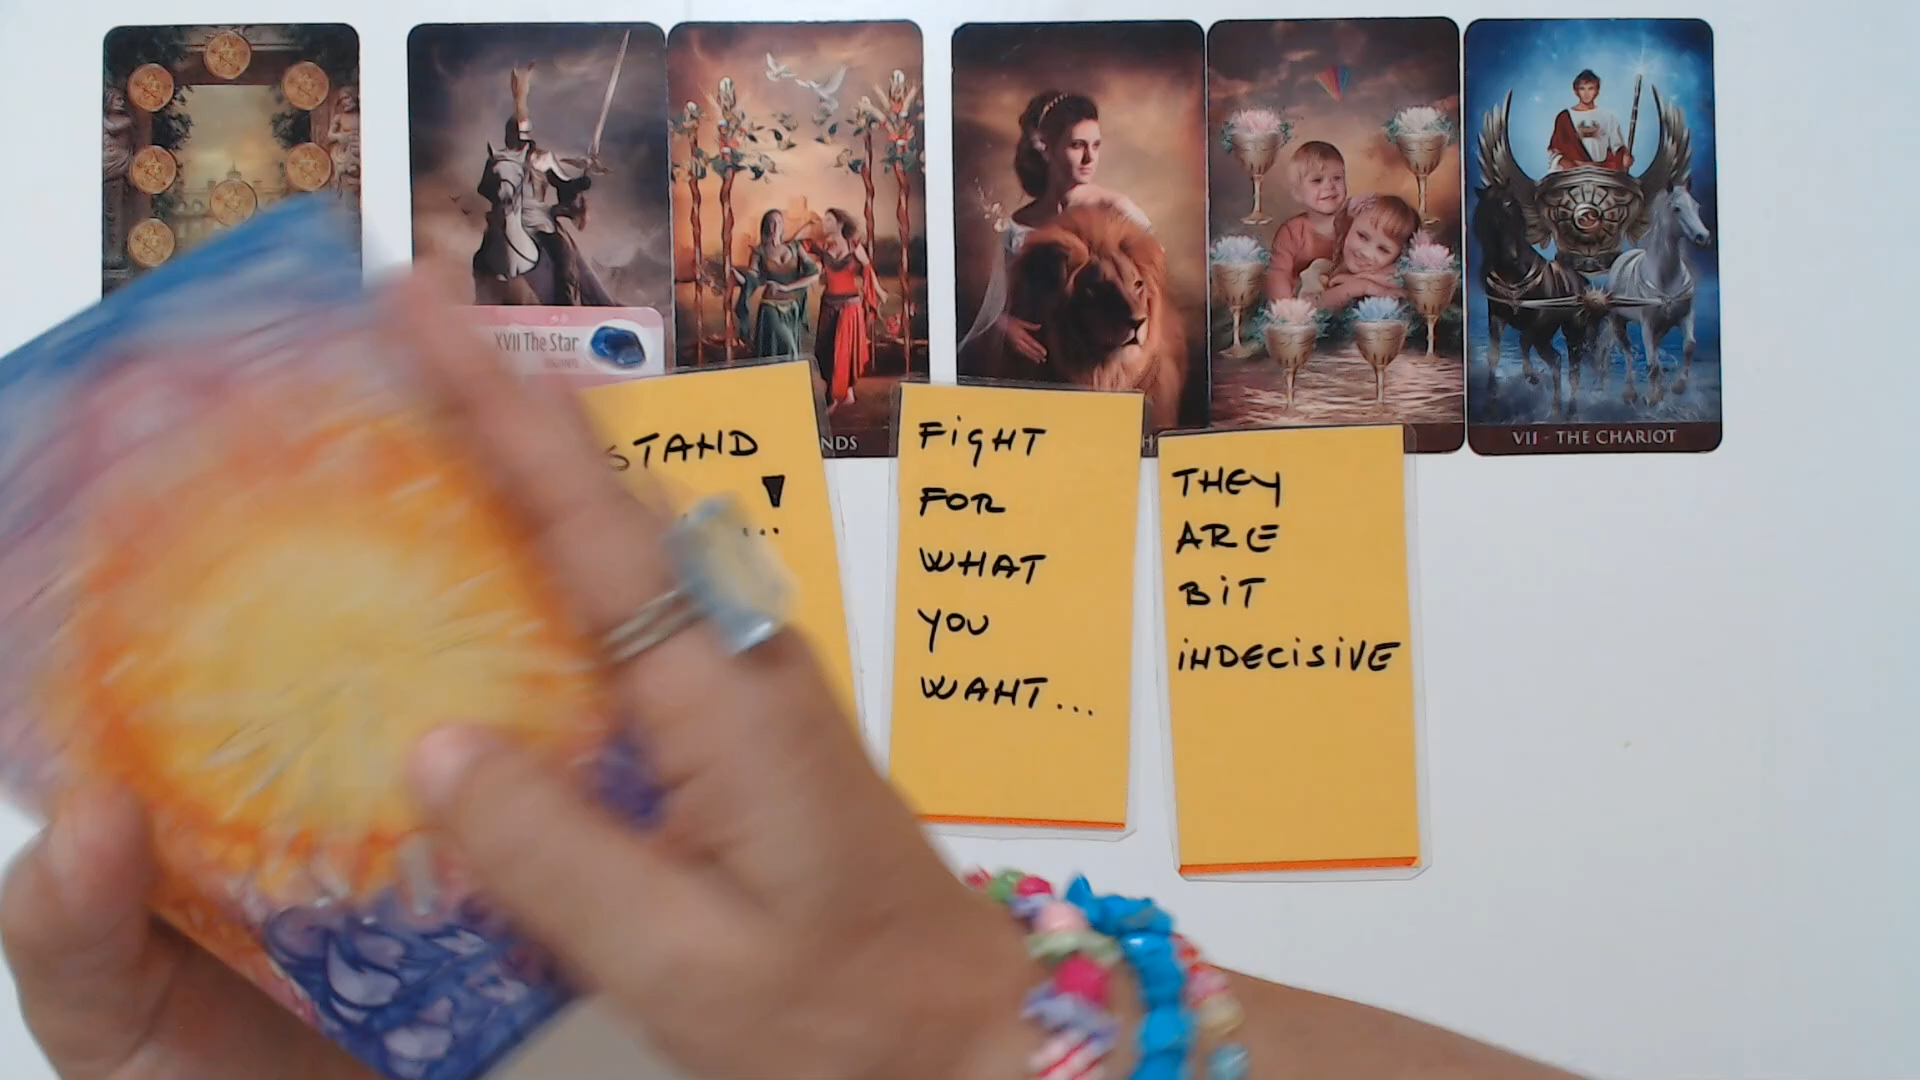 XVII The Star
NDS
H
VII - THE CHARIOT
STAND
!
...
FiGHT
FOR
WHAT
YOU
WANT...
THEY
ARE
BiT
iNDECiSiVE